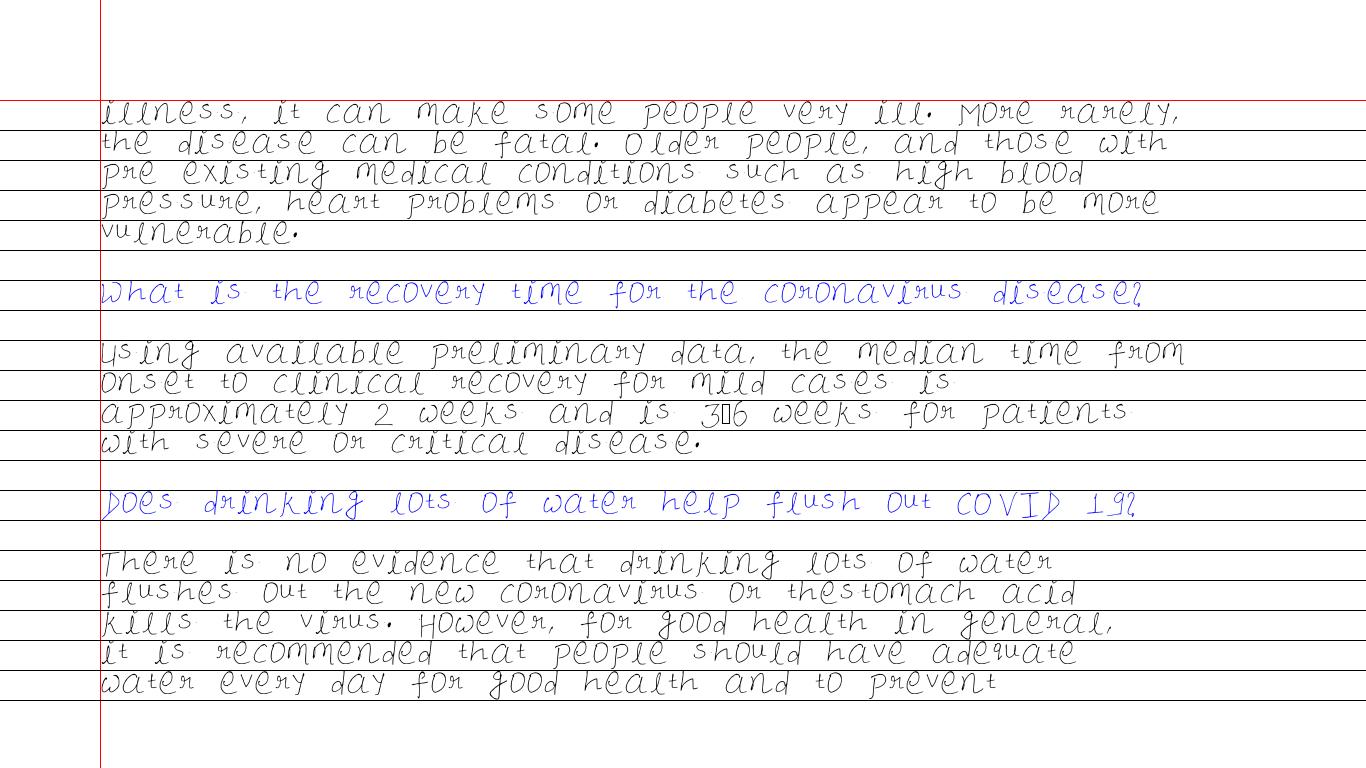 illness, it can make some people very ill. More rarely,
the disease can be fatal. Older people, and those with
pre existing medical conditions such as high blood
pressure, heart problems or diabetes appear to be more
vulnerable.
What is the recovery time for the coronavirus disease?
Using available preliminary data, the median time from
onset to clinical recovery for mild cases is
approximately 2 weeks and is 3▯6 weeks for patients
with severe or critical disease.
Does drinking lots of water help flush out COVID 19?
There is no evidence that drinking lots of water
flushes out the new coronavirus or thestomach acid
kills the virus. However, for good health in general,
it is recommended that people should have adequate
water every day for good health and to prevent